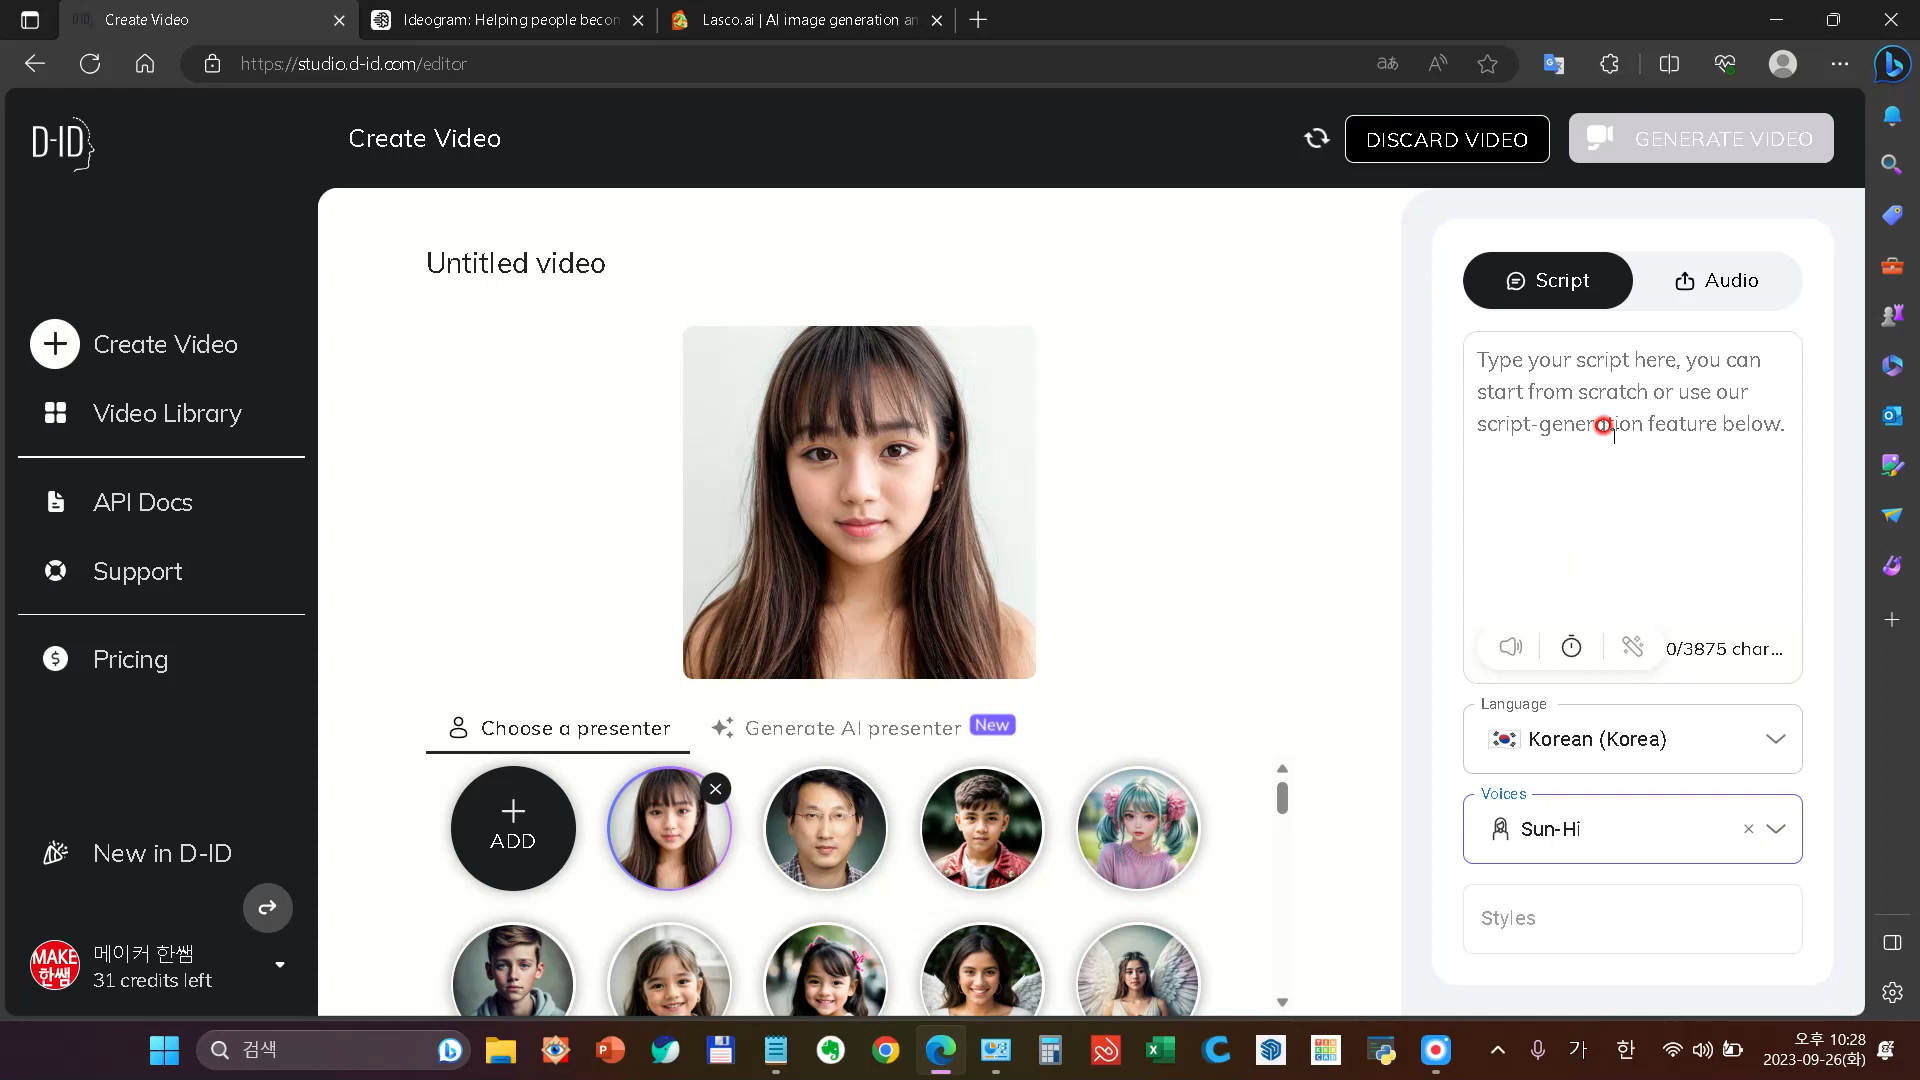 Create Video
Ideogram: Helping people becom
Lasco.ai | AI image generation an
https://studio.d-id.com/editor
D-ID
Create Video
DISCARD VIDEO
GENERATE VIDEO
Untitled video
Script
Audio
Type your script here, you can
start from scratch or use our
script-generation feature below.
Create Video
Video Library
API Docs
Support
Pricing
0/3875 char...
Language
Korean (Korea)
Choose a presenter
Generate AI presenter
New
Voices
Sun-Hi
ADD
New in D-ID
Styles
MAKE
한쌤
메이커 한쌤
31 credits left
검색
가
한
오후 10:28
2023-09-26(화)